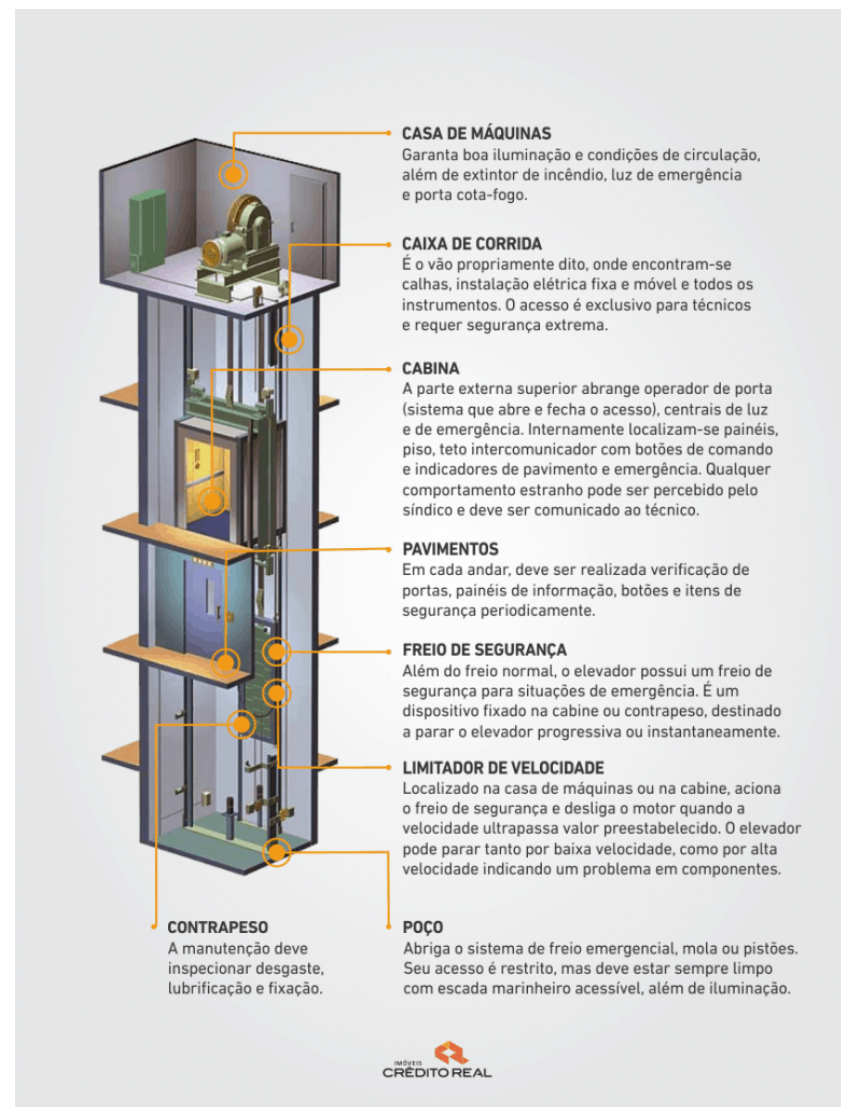 CASA DE MÁQUINAS
Garanta boa iluminação e condições de circulação,
além de extintor de incêndio, luz de emergência
e porta cota-fogo.
CAIXA DE CORRIDA
É o vão propriamente dito, onde encontram-se
calhas, instalação elétrica fixa e móvel e todos os
instrumentos. O acesso é exclusivo para técnicos
e requer segurança extrema.
CABINA
A parte externa superior abrange operador de porta
(sistema que abre e fecha o acesso), centrais de luz
e de emergência. Internamente localizam-se painéis,
piso, teto intercomunicador com botões de comando
e indicadores de pavimento e emergência. Qualquer
comportamento estranho pode ser percebido pelo
síndico e deve ser comunicado ao técnico.
PAVIMENTOS
Em cada andar, deve ser realizada verificação de
portas, painéis de informação, botões e itens de
segurança periodicamente.
FREIO DE SEGURANÇA
Além do freio normal, o elevador possui um freio de
segurança para situações de emergência. É um
dispositivo fixado na cabine ou contrapeso, destinado
a parar o elevador progressiva ou instantaneamente.
LIMITADOR DE VELOCIDADE
Localizado na casa de máquinas ou na cabine, aciona
o freio de segurança e desliga o motor quando a
velocidade ultrapassa valor preestabelecido. O elevador
pode parar tanto por baixa velocidade, como por alta
velocidade indicando um problema em componentes.
CONTRAPESO
A manutenção deve
inspecionar desgaste,
lubrificação e fixação.
POÇO
Abriga o sistema de freio emergencial, mola ou pistões.
Seu acesso é restrito, mas deve estar sempre limpo
com escada marinheiro acessível, além de iluminação.
IMÓVEIS
CRÉDITO REAL